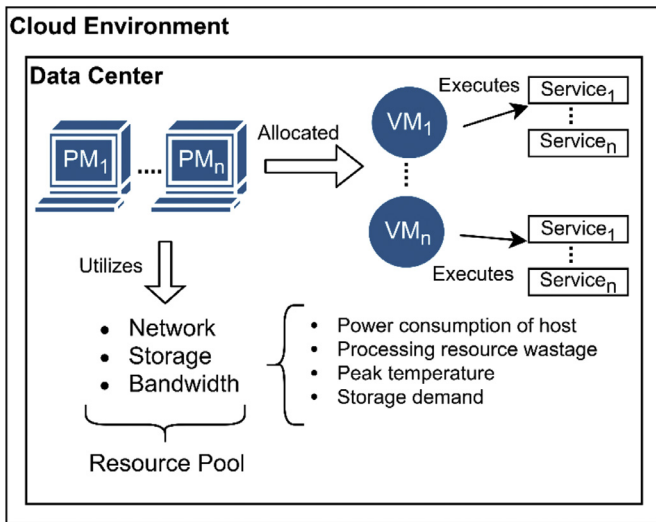 Cloud Environment
Data Center
PM₁ .... PMₙ
Allocated
VM₁
Executes
Service₁
Serviceₙ
VMₙ
Executes
Service₁
Serviceₙ
Utilizes
• Network
• Storage
• Bandwidth
Resource Pool
• Power consumption of host
• Processing resource wastage
• Peak temperature
• Storage demand